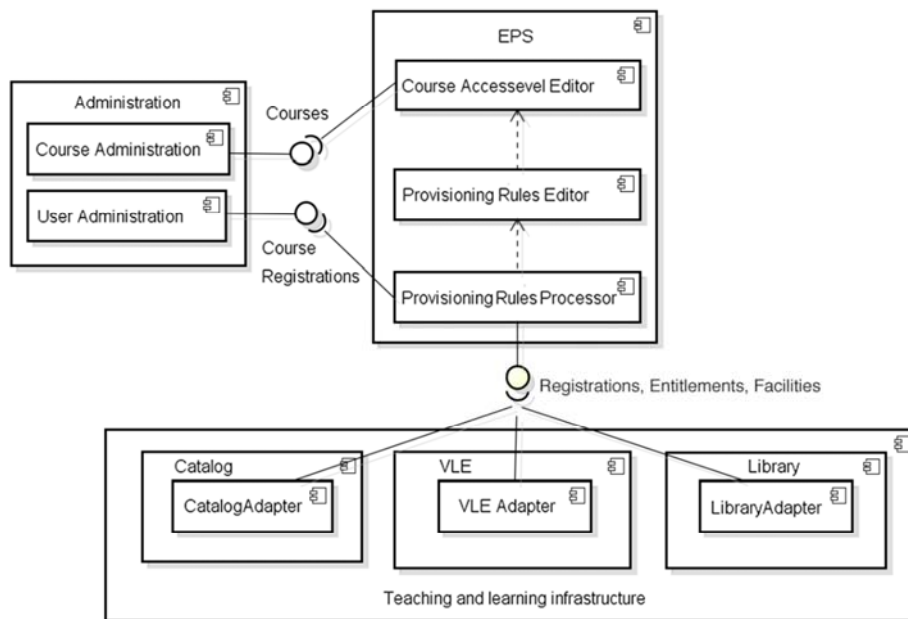 EPS
Course Accessevel Editor
Administration
Courses
Course Administration
Provisioning Rules Editor
User Administration
Course
Registrations
Provisioning Rules Processor
Registrations, Entitlements, Facilities
Catalog
VLE
Library
CatalogAdapter
VLE Adapter
LibraryAdapter
Teaching and learning infrastructure